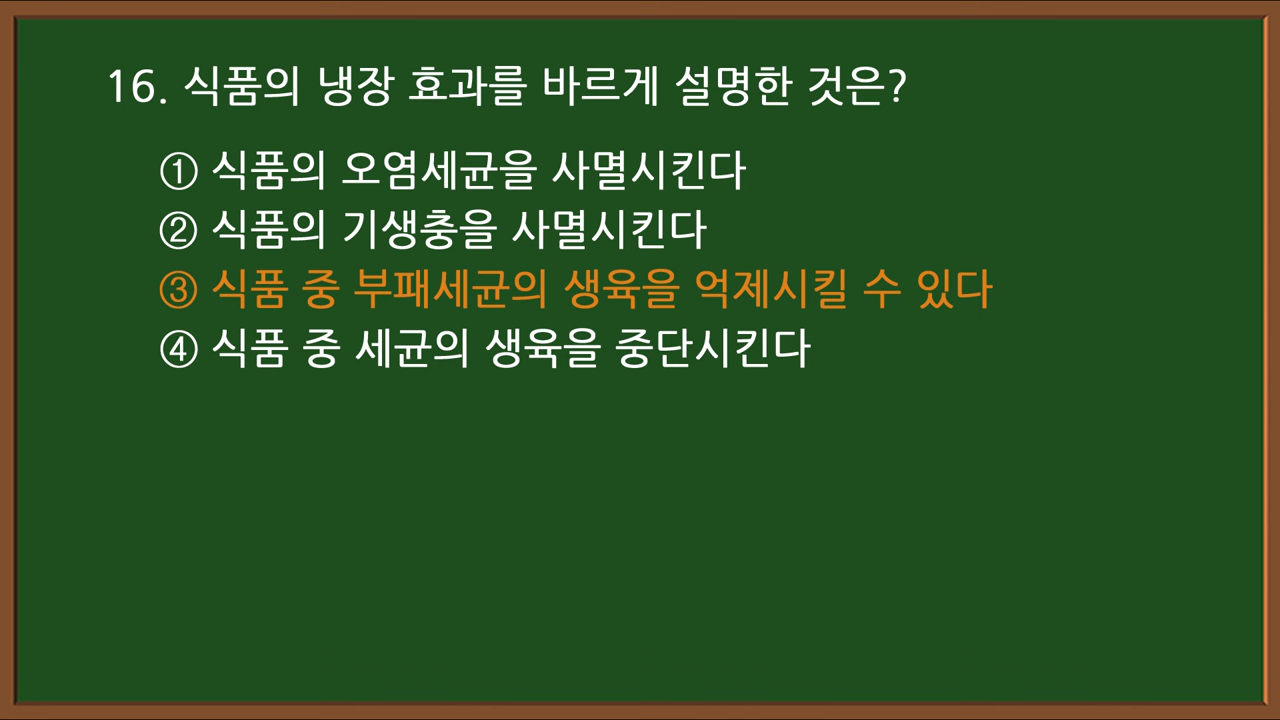 16. 식품의 냉장 효과를 바르게 설명한 것은?
① 식품의 오염세균을 사멸시킨다
② 식품의 기생충을 사멸시킨다
③ 식품 중 부패세균의 생육을 억제시킬 수 있다
④ 식품 중 세균의 생육을 중단시킨다